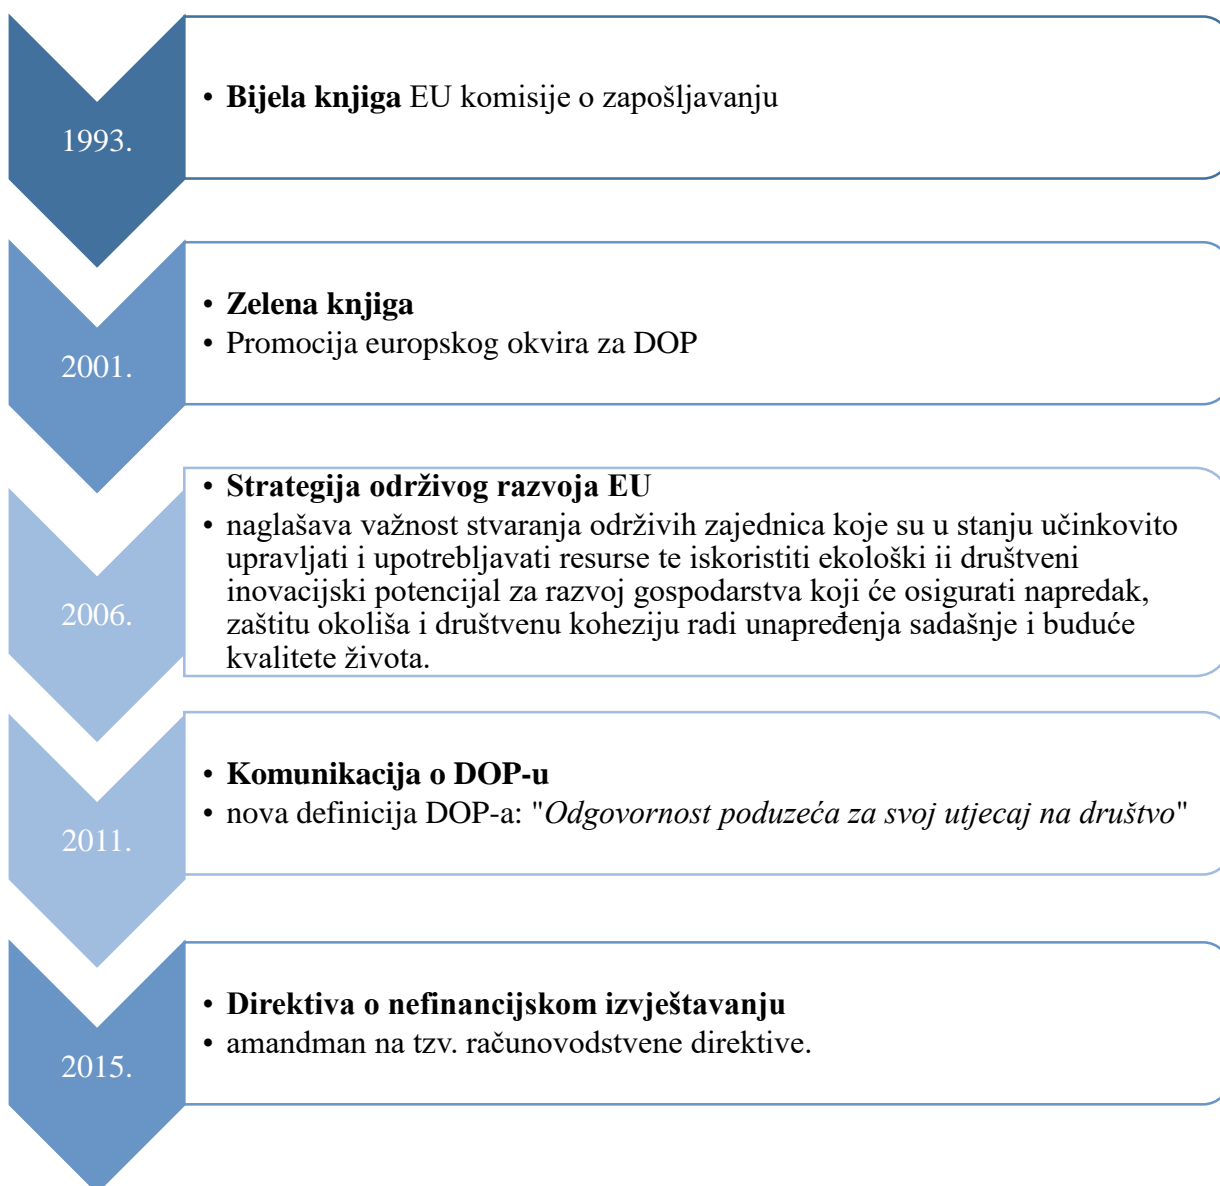 1993.
• Bijela knjiga EU komisije o zapošljavanju
2001.
• Zelena knjiga
• Promocija europskog okvira za DOP
2006.
• Strategija održivog razvoja EU
• naglašava važnost stvaranja održivih zajednica koje su u stanju učinkovito
upravljati i upotrebljavati resurse te iskoristiti ekološki ii društveni
inovacijski potencijal za razvoj gospodarstva koji će osigurati napredak,
zaštitu okoliša i društvenu koheziju radi unapređenja sadašnje i buduće
kvalitete života.
2011.
• Komunikacija o DOP-u
• nova definicija DOP-a: "Odgovornost poduzeća za svoj utjecaj na društvo"
2015.
• Direktiva o nefinancijskom izvještavanju
• amandman na tzv. računovodstvene direktive.